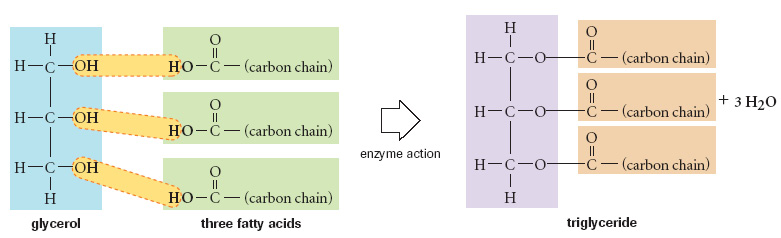 H
H—C—OH
H—C—OH
H—C—OH
H
glycerol
O
HO—C—(carbon chain)
O
HO—C—(carbon chain)
O
HO—C—(carbon chain)
three fatty acids
enzyme action
H
H—C—O—
H—C—O—
H—C—O—
H
O
C—(carbon chain)
O
C—(carbon chain)
O
C—(carbon chain)
+ 3 H2O
triglyceride